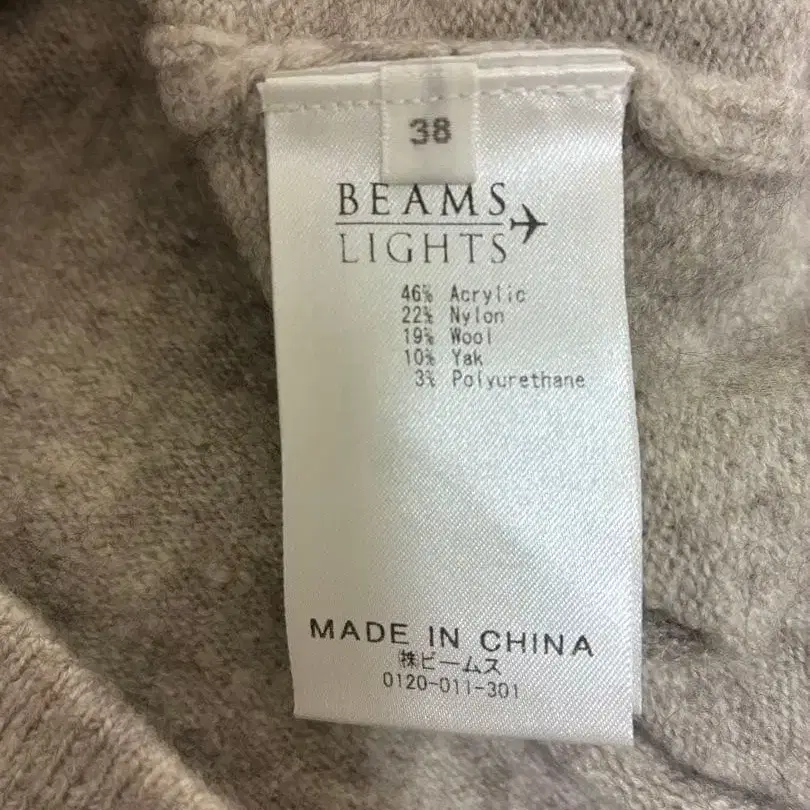 38
BEAMS
LIGHTS
46% Acrylic
22% Nylon
19% Wool
10% Yak
3% Polyurethane
MADE IN CHINA
㈱ビームス
0120-011-301